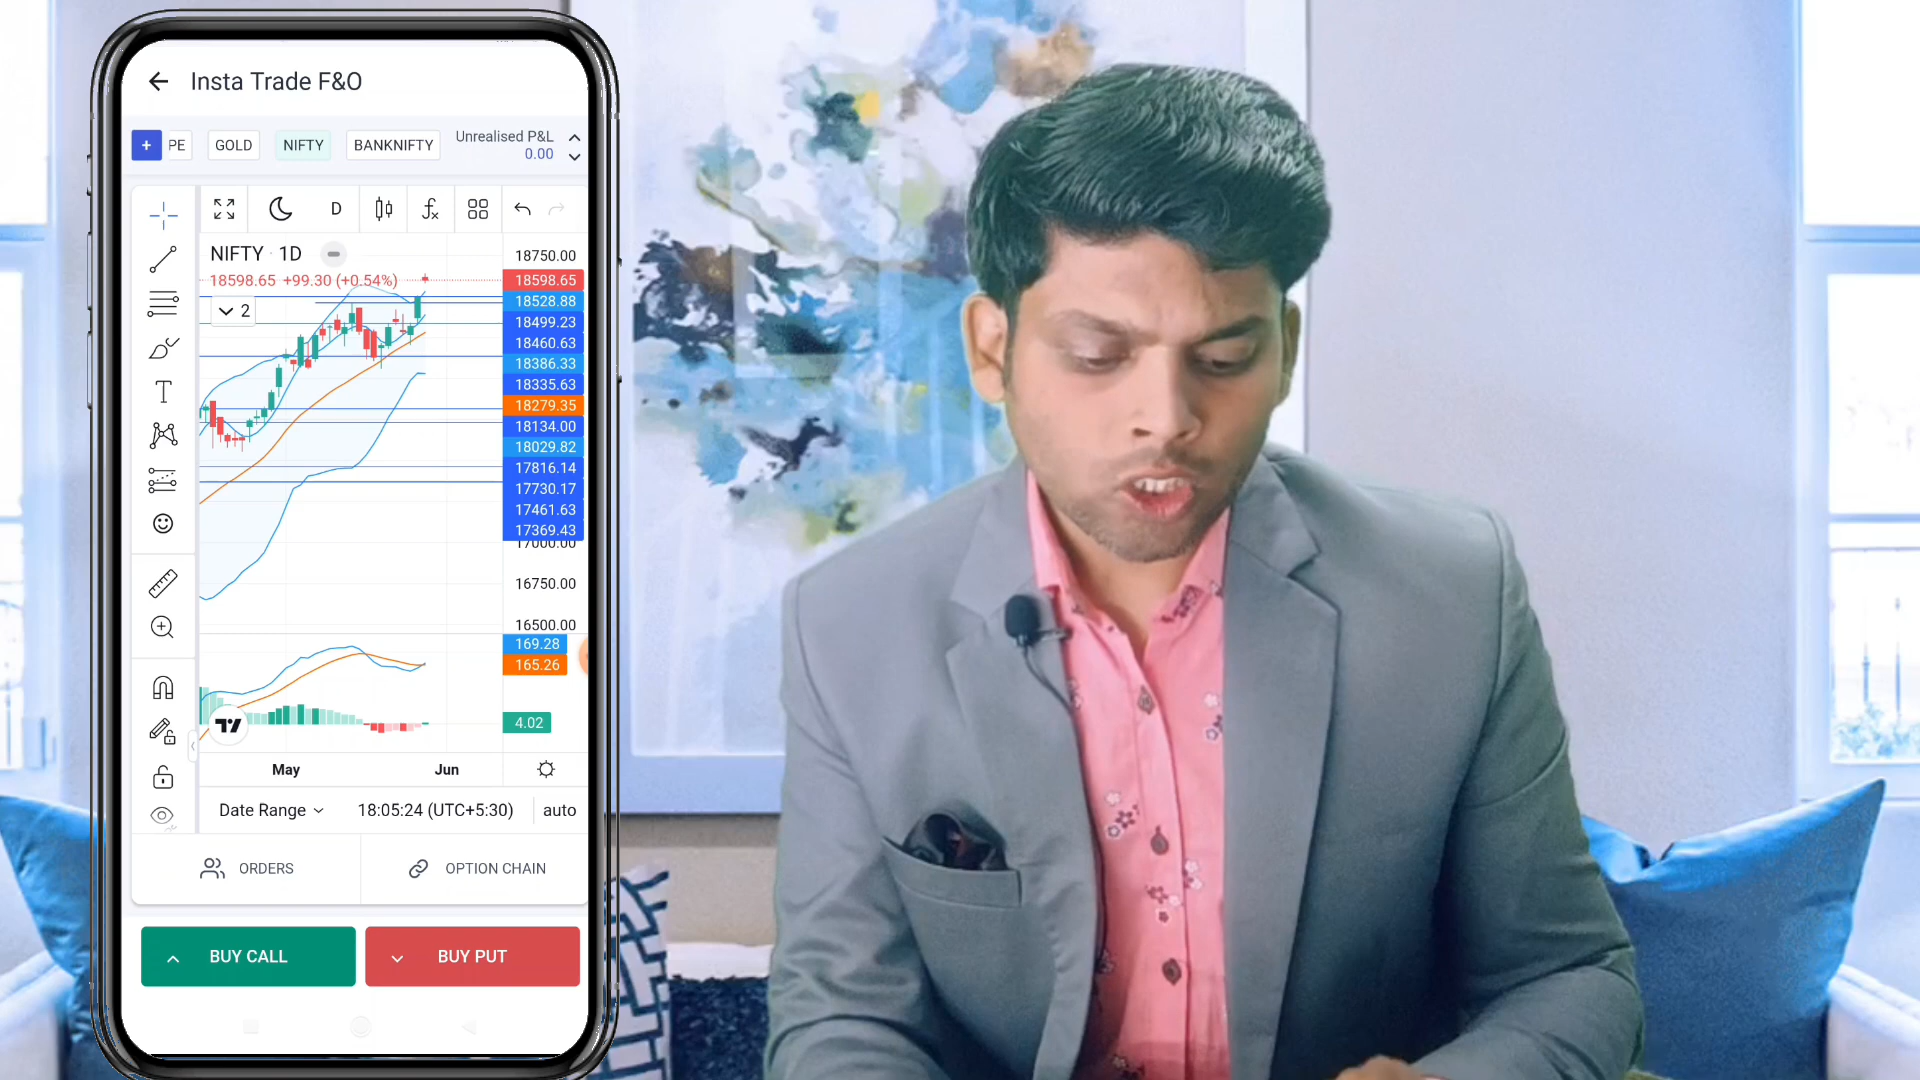 Insta Trade F&O
+ PE GOLD NIFTY BANKNIFTY Unrealised P&L
0.00
D
NIFTY · 1D
18598.65 +99.30 (+0.54%)
2
18750.00
18598.65
18528.88
18499.23
18460.63
18386.33
18335.63
18279.35
18134.00
18029.82
17816.14
17730.17
17461.63
17369.43
17000.00
16750.00
16500.00
169.28
165.26
4.02
May Jun
Date Range 18:05:24 (UTC+5:30) auto
ORDERS OPTION CHAIN
BUY CALL BUY PUT